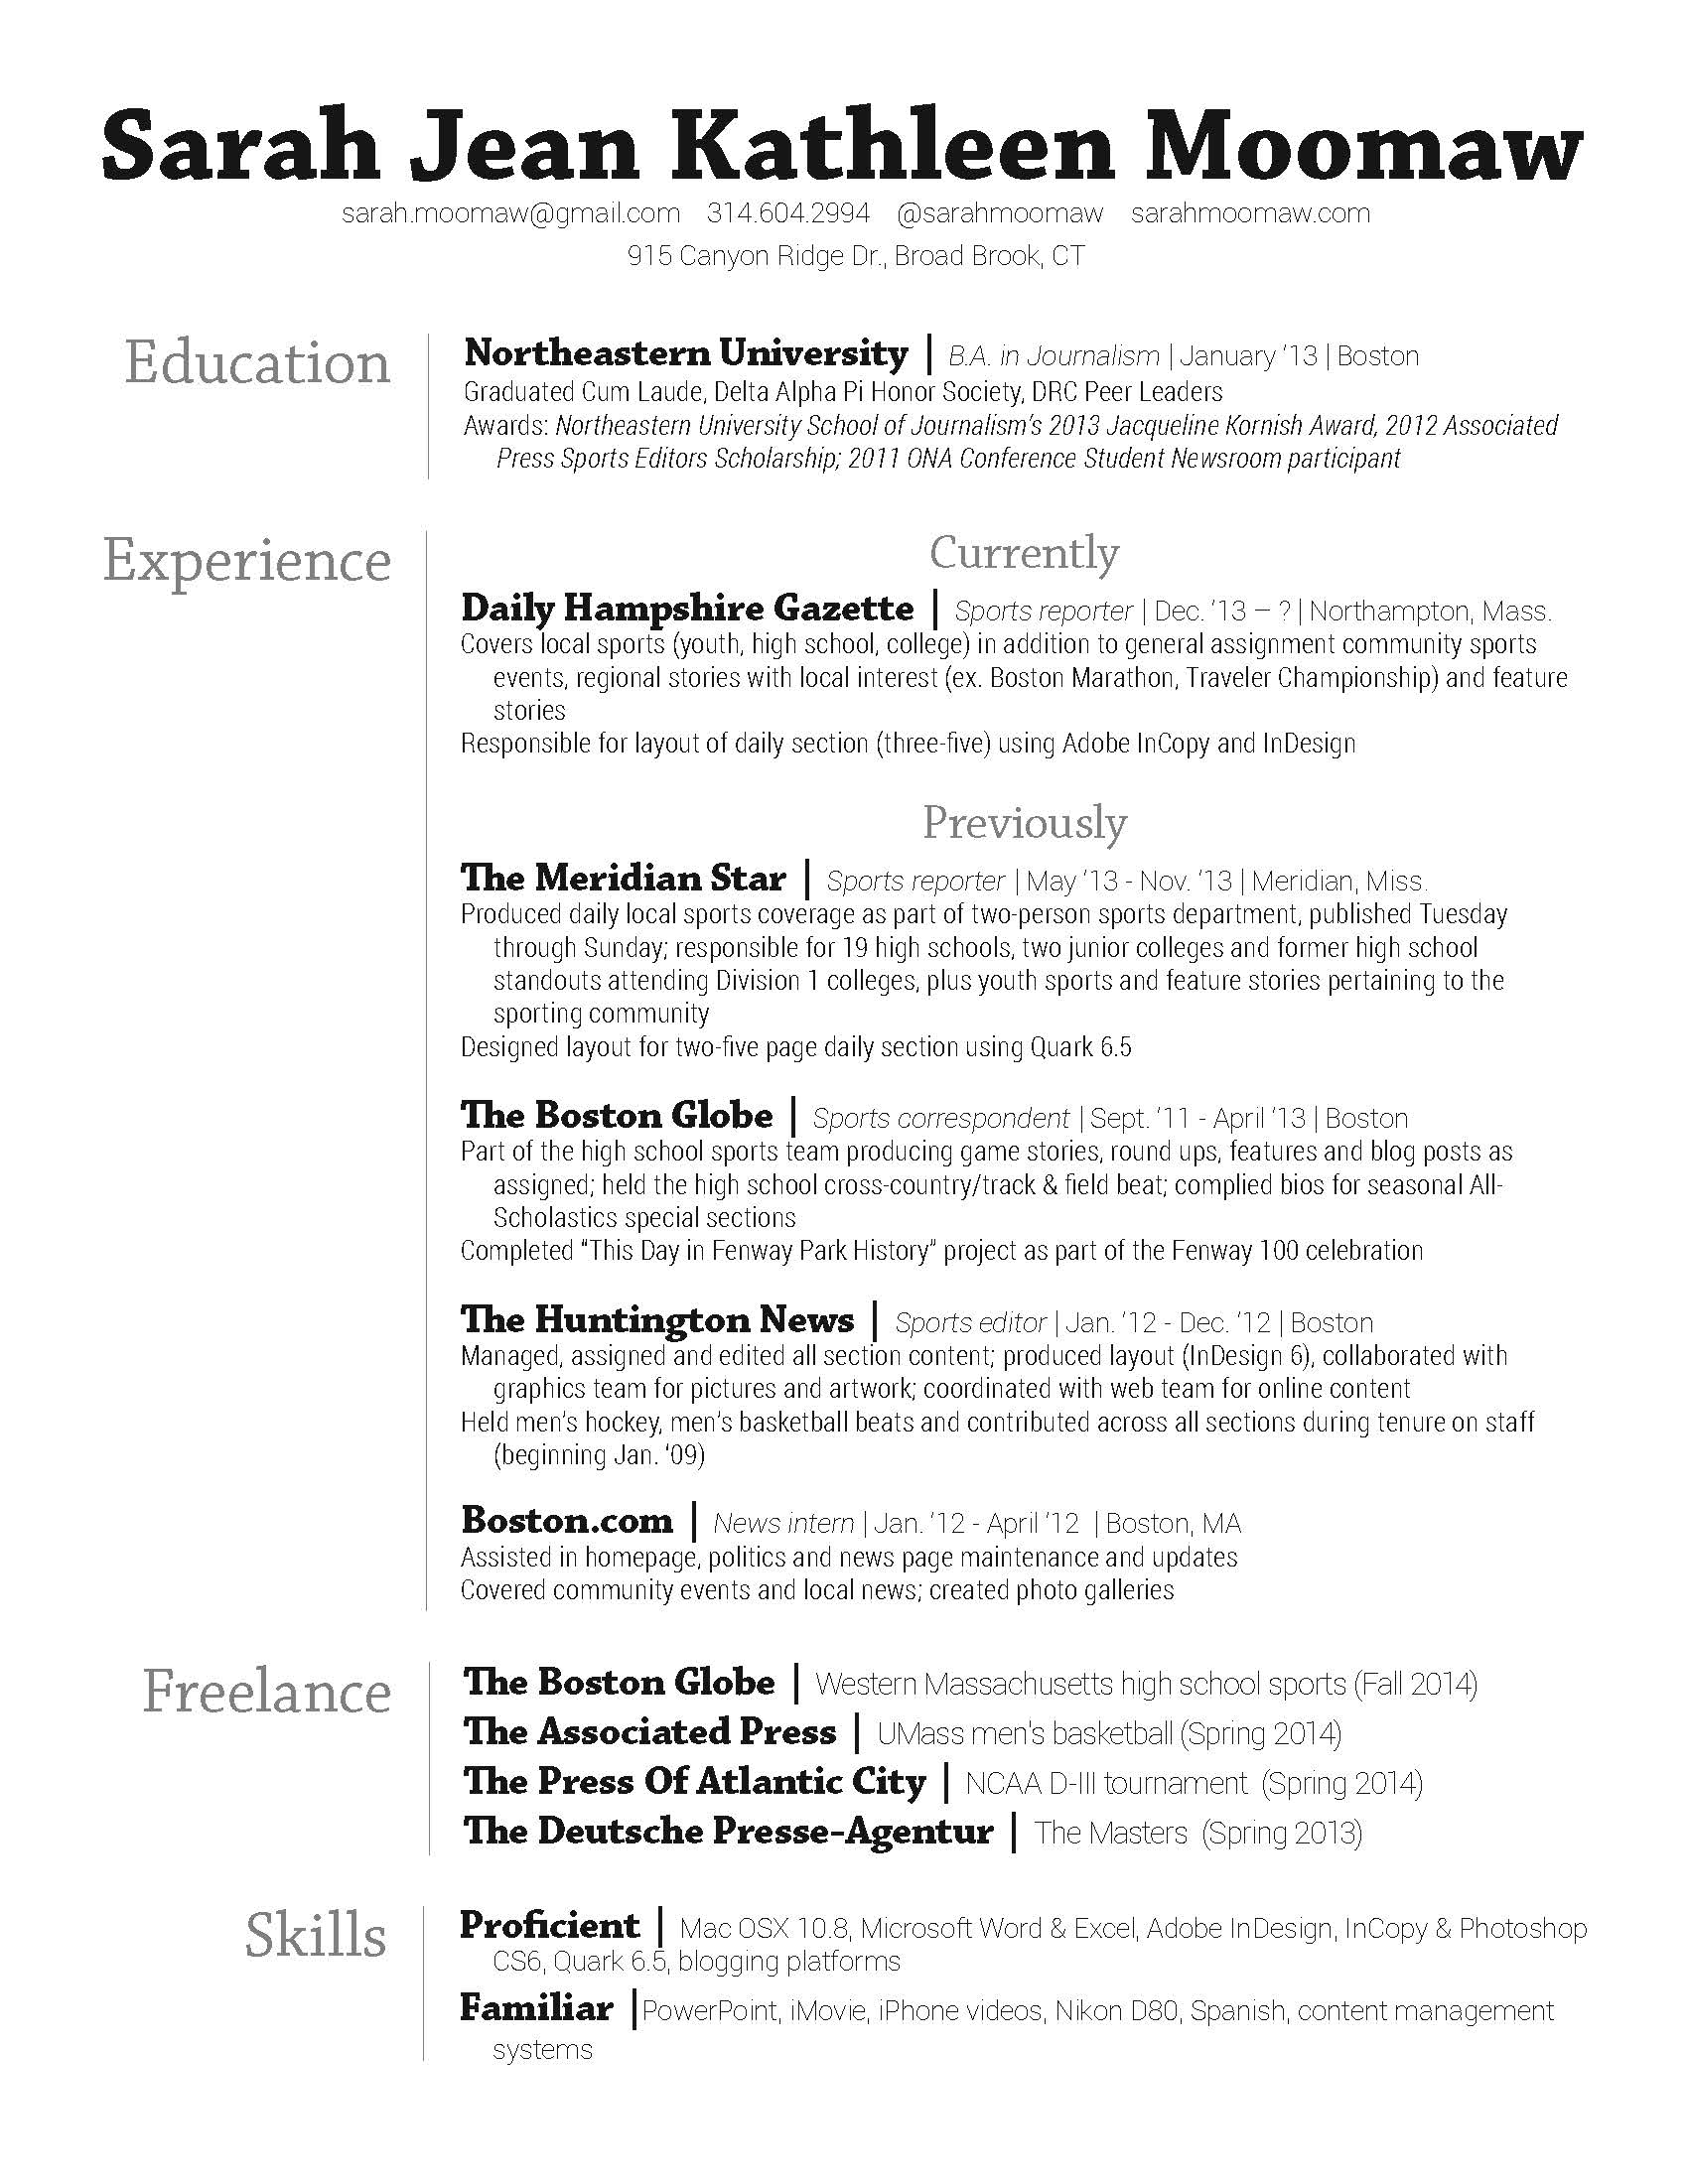 Sarah Jean Kathleen Moomaw
sarah.moomaw@gmail.com 314.604.2994 @sarahmoomaw sarahmoomaw.com
915 Canyon Ridge Dr., Broad Brook, CT
Education
Northeastern University | B.A. in Journalism | January '13 | Boston
Graduated Cum Laude, Delta Alpha Pi Honor Society, DRC Peer Leaders
Awards: Northeastern University School of Journalism's 2013 Jacqueline Kornish Award, 2012 Associated
Press Sports Editors Scholarship; 2011 ONA Conference Student Newsroom participant
Experience
Currently
Daily Hampshire Gazette | Sports reporter | Dec. '13 – ? | Northampton, Mass.
Covers local sports (youth, high school, college) in addition to general assignment community sports
events, regional stories with local interest (ex. Boston Marathon, Traveler Championship) and feature
stories
Responsible for layout of daily section (three-five) using Adobe InCopy and InDesign
Previously
The Meridian Star | Sports reporter | May '13 - Nov. '13 | Meridian, Miss.
Produced daily local sports coverage as part of two-person sports department, published Tuesday
through Sunday; responsible for 19 high schools, two junior colleges and former high school
standouts attending Division 1 colleges, plus youth sports and feature stories pertaining to the
sporting community
Designed layout for two-five page daily section using Quark 6.5
The Boston Globe | Sports correspondent | Sept. '11 - April '13 | Boston
Part of the high school sports team producing game stories, round ups, features and blog posts as
assigned; held the high school cross-country/track & field beat; complied bios for seasonal All-
Scholastics special sections
Completed "This Day in Fenway Park History" project as part of the Fenway 100 celebration
The Huntington News | Sports editor | Jan. '12 - Dec. '12 | Boston
Managed, assigned and edited all section content; produced layout (InDesign 6), collaborated with
graphics team for pictures and artwork; coordinated with web team for online content
Held men's hockey, men's basketball beats and contributed across all sections during tenure on staff
(beginning Jan. '09)
Boston.com | News intern | Jan. '12 - April '12 | Boston, MA
Assisted in homepage, politics and news page maintenance and updates
Covered community events and local news; created photo galleries
Freelance
The Boston Globe | Western Massachusetts high school sports (Fall 2014)
The Associated Press | UMass men's basketball (Spring 2014)
The Press Of Atlantic City | NCAA D-III tournament (Spring 2014)
The Deutsche Presse-Agentur | The Masters (Spring 2013)
Skills
Proficient | Mac OSX 10.8, Microsoft Word & Excel, Adobe InDesign, InCopy & Photoshop
CS6, Quark 6.5, blogging platforms
Familiar |PowerPoint, iMovie, iPhone videos, Nikon D80, Spanish, content management
systems